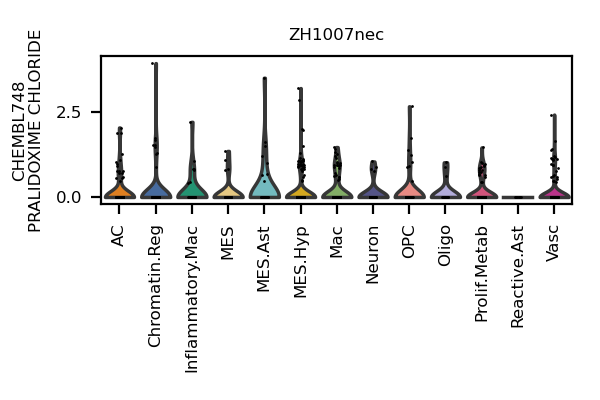 ZH1007nec
CHEMBL748
PRALIDOXIME CHLORIDE
2.5
0.0
AC
Chromatin.Reg
Inflammatory.Mac
MES
MES.Ast
MES.Hyp
Mac
Neuron
OPC
Oligo
Prolif.Metab
Reactive.Ast
Vasc